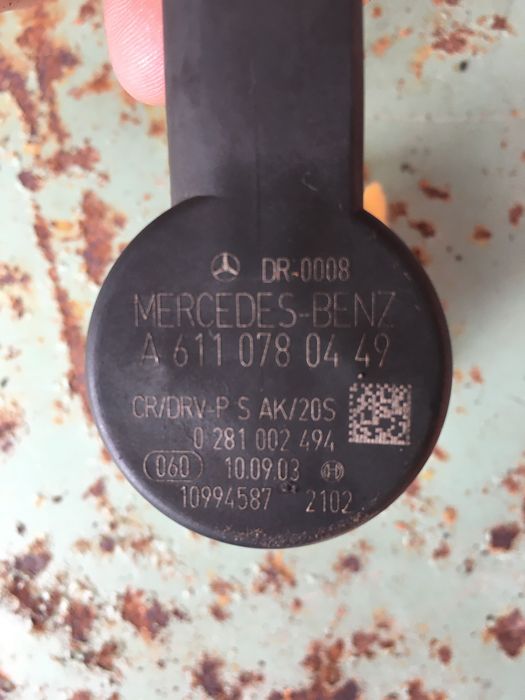 DR-0008
MERCEDES-BENZ
A 611 078 04 49
CR/DRV-P S AK/20S
0 281 002 494
060 10.09.03
10994587 2102